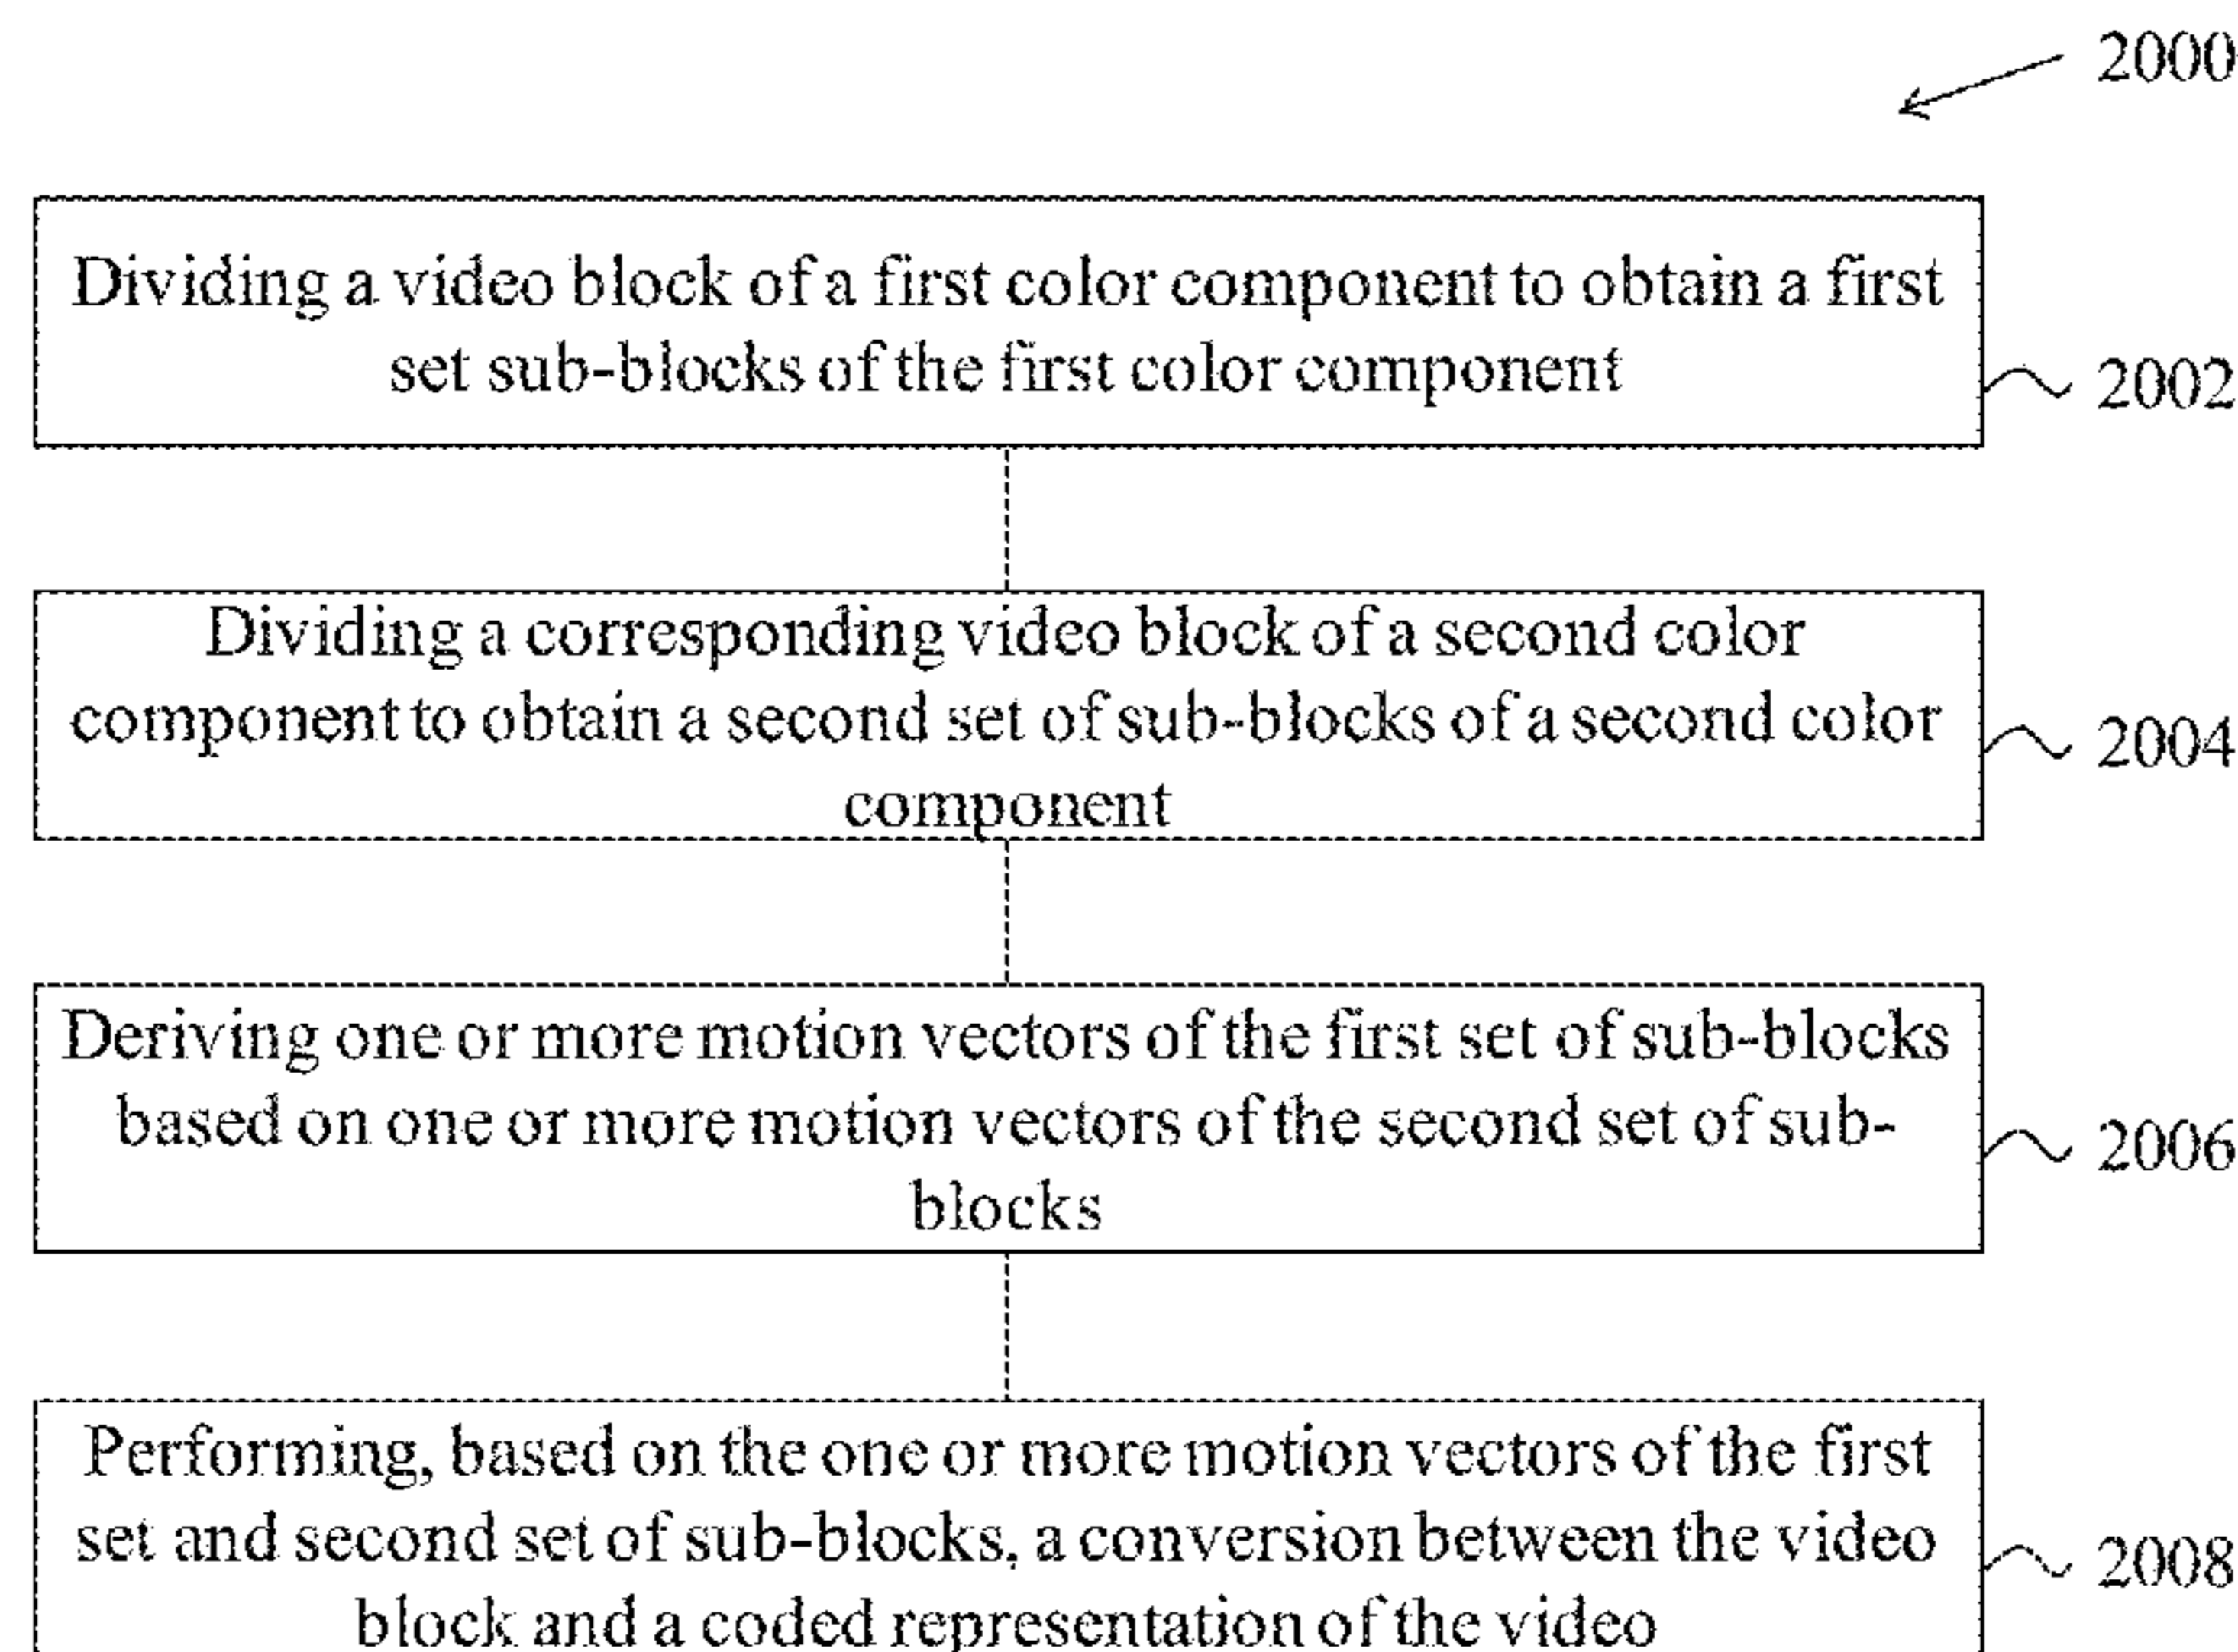 2000
Dividing a video block of a first color component to obtain a first
set sub-blocks of the first color component
2002
Dividing a corresponding video block of a second color
component to obtain a second set of sub-blocks of a second color
component
2004
Deriving one or more motion vectors of the first set of sub-blocks
based on one or more motion vectors of the second set of sub-
blocks
2006
Performing, based on the one or more motion vectors of the first
set and second set of sub-blocks, a conversion between the video
block and a coded representation of the video
2008